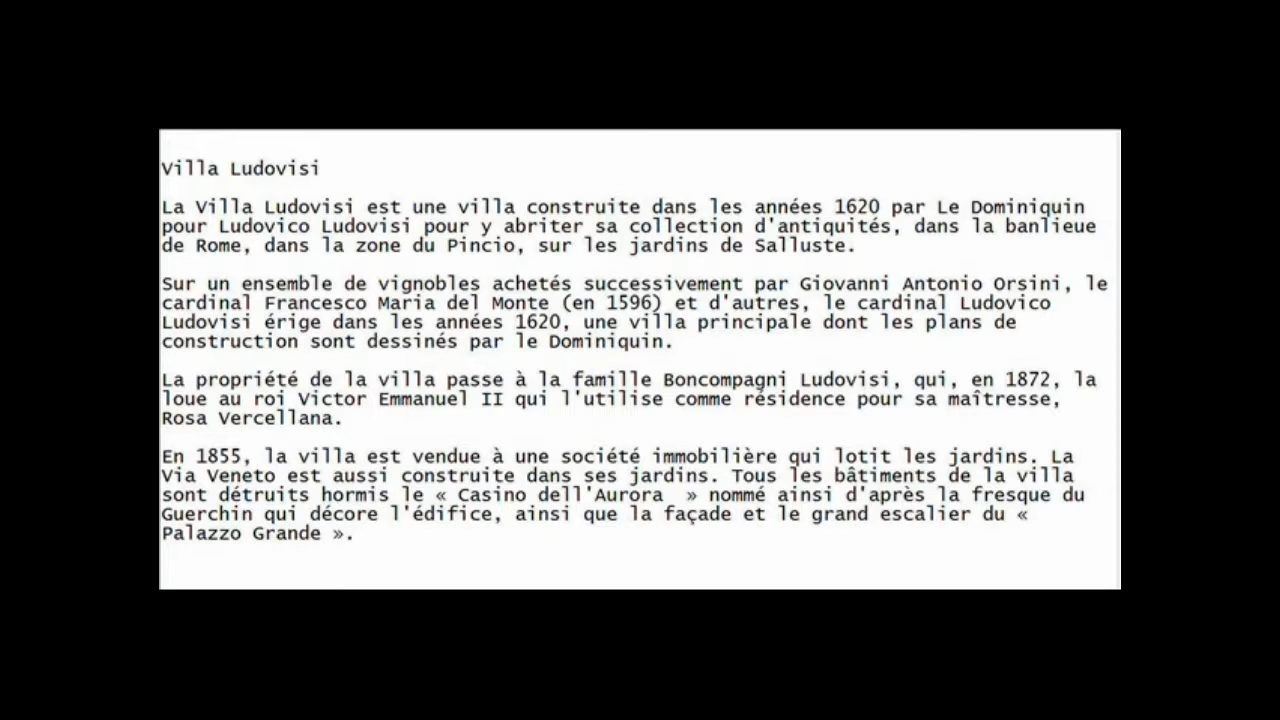 Villa Ludovisi
La Villa Ludovisi est une villa construite dans les années 1620 par Le Dominiquin
pour Ludovico Ludovisi pour y abriter sa collection d'antiquités, dans la banlieue
de Rome, dans la zone du Pincio, sur les jardins de Salluste.
Sur un ensemble de vignobles achetés successivement par Giovanni Antonio Orsini, le
cardinal Francesco Maria del Monte (en 1596) et d'autres, le cardinal Ludovico
Ludovisi érige dans les années 1620, une villa principale dont les plans de
construction sont dessinés par le Dominiquin.
La propriété de la villa passe à la famille Boncompagni Ludovisi, qui, en 1872, la
loue au roi Victor Emmanuel II qui l'utilise comme résidence pour sa maîtresse,
Rosa Vercellana.
En 1855, la villa est vendue à une société immobilière qui lotit les jardins. La
Via Veneto est aussi construite dans ses jardins. Tous les bâtiments de la villa
sont détruits hormis le « Casino dell'Aurora  » nommé ainsi d'après la fresque du
Guerchin qui décore l'édifice, ainsi que la façade et le grand escalier du «
Palazzo Grande ».